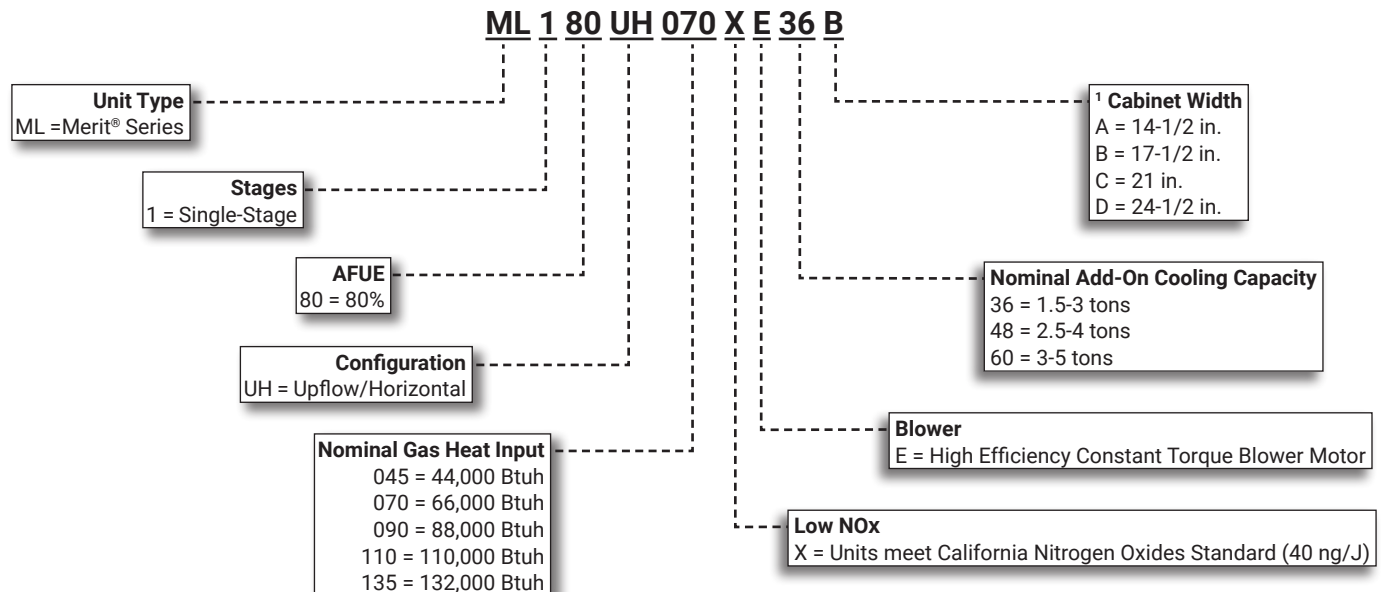 ML 1 80 UH 070 X E 36 B
Unit Type
ML =Merit® Series
Stages
1 = Single-Stage
AFUE
80 = 80%
Configuration
UH = Upflow/Horizontal
Nominal Gas Heat Input
045 = 44,000 Btuh
070 = 66,000 Btuh
090 = 88,000 Btuh
110 = 110,000 Btuh
135 = 132,000 Btuh
¹ Cabinet Width
A = 14-1/2 in.
B = 17-1/2 in.
C = 21 in.
D = 24-1/2 in.
Nominal Add-On Cooling Capacity
36 = 1.5-3 tons
48 = 2.5-4 tons
60 = 3-5 tons
Blower
E = High Efficiency Constant Torque Blower Motor
Low NOx
X = Units meet California Nitrogen Oxides Standard (40 ng/J)